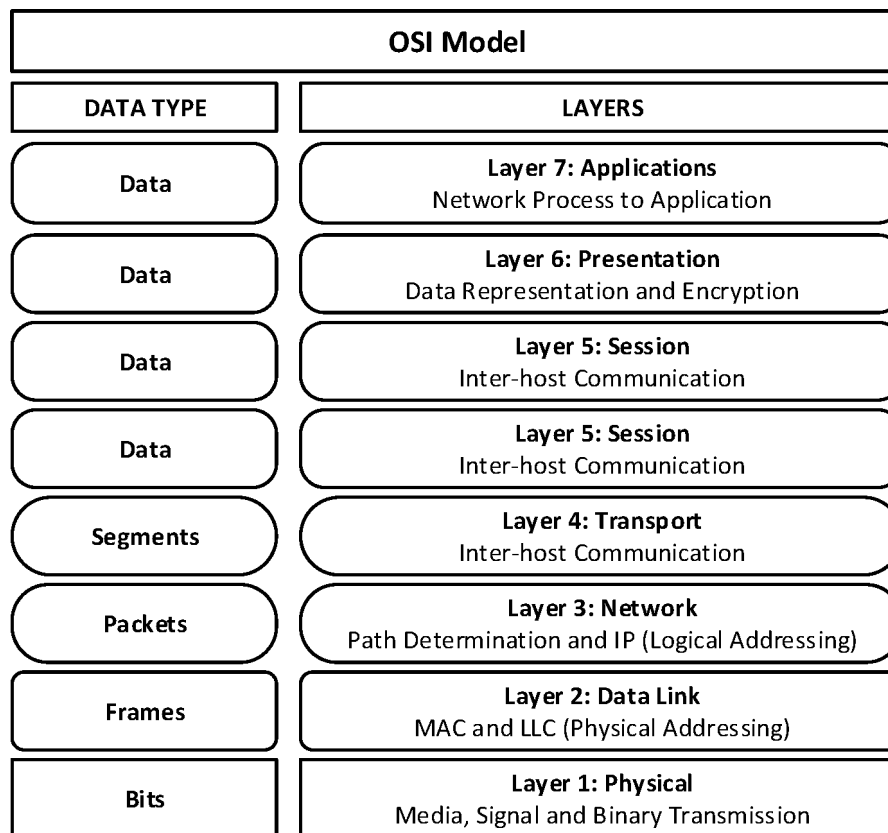 OSI Model
DATA TYPE
LAYERS
Data
Layer 7: Applications
Network Process to Application
Data
Layer 6: Presentation
Data Representation and Encryption
Data
Layer 5: Session
Inter-host Communication
Data
Layer 5: Session
Inter-host Communication
Segments
Layer 4: Transport
Inter-host Communication
Packets
Layer 3: Network
Path Determination and IP (Logical Addressing)
Frames
Layer 2: Data Link
MAC and LLC (Physical Addressing)
Bits
Layer 1: Physical
Media, Signal and Binary Transmission